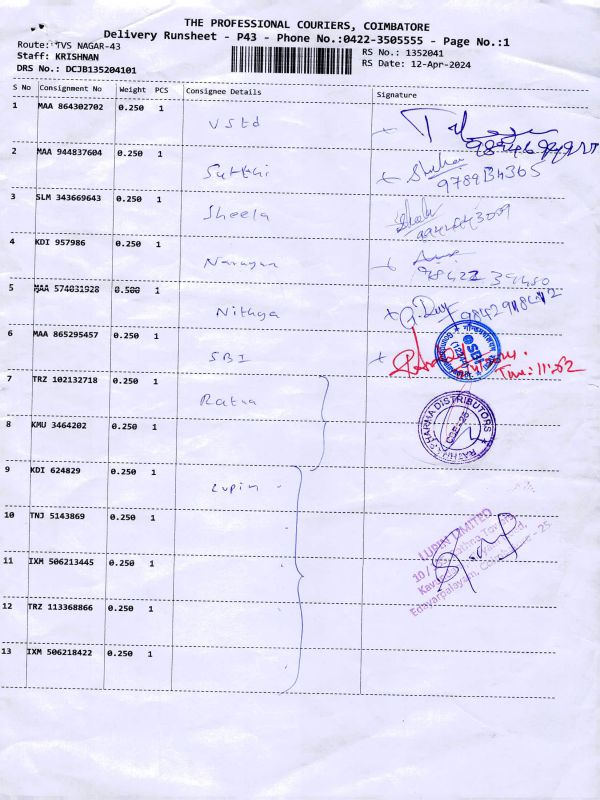 THE PROFESSIONAL COURIERS, COIMBATORE
Delivery Runsheet - P43 - Phone No.:0422-3505555 - Page No.:1
Route: TVS NAGAR-43
RS No.: 1352041
Staff: KRISHNAN
RS Date: 12-Apr-2024
DRS No.: DCJB135204101
S No Consignment No Weight PCS Consignee Details Signature
1 MAA 864302702 0.250 1 Vstd
2 MAA 944837604 0.250 1
3 SLM 343669643 0.250 1 Sheela
4 KDI 957986 0.250 1 Narayan
5 MAA 574031928 0.500 1 Nithya
6 MAA 865295457 0.250 1 SBI
SBI
7 TRZ 102132718 0.250 1 Ratna
PHARMA DISTRIBUTORS
8 KMU 3464202 0.250 1
9 KDI 624829 0.250 1 Lupin
10 TNJ 5143869 0.250 1
LUPIN LIMITED
11 IXM 506213445 0.250 1
12 TRZ 113368866 0.250 1
13 IXM 506218422 0.250 1